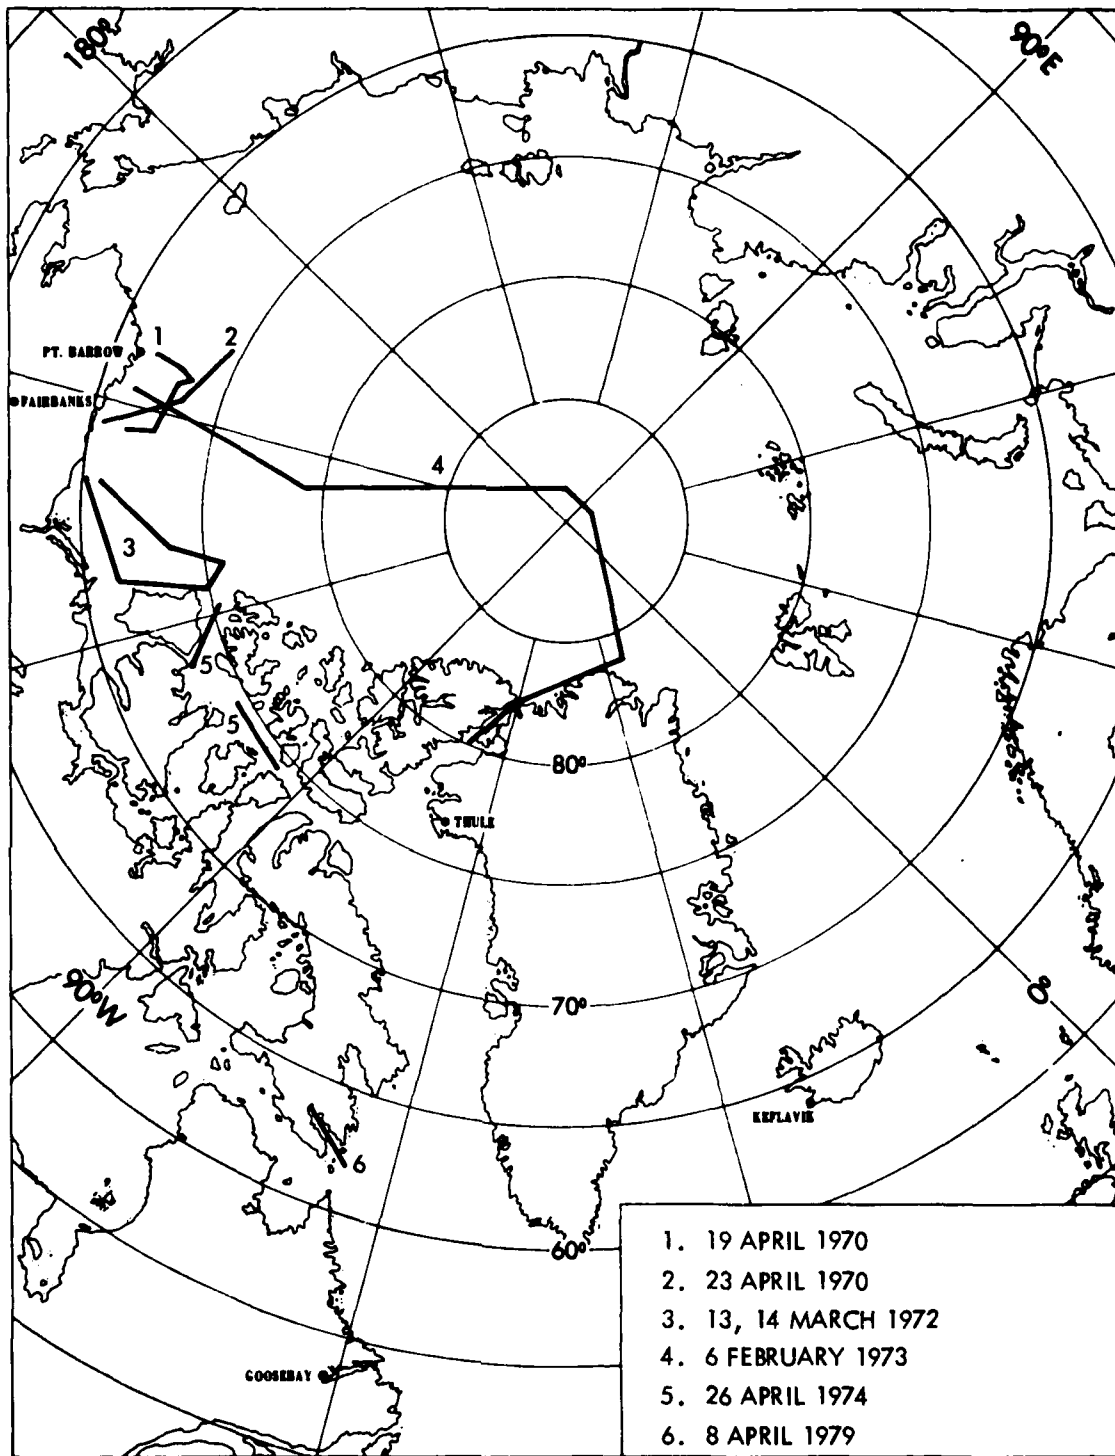 180°
90°E
PT. BARROW
1
2
FAIRBANKS
4
3
5
5
80°
THULE
90°W
70°
0°
KEFLAVIK
6
60°
GOOSEBAY
1. 19 APRIL 1970
2. 23 APRIL 1970
3. 13, 14 MARCH 1972
4. 6 FEBRUARY 1973
5. 26 APRIL 1974
6. 8 APRIL 1979